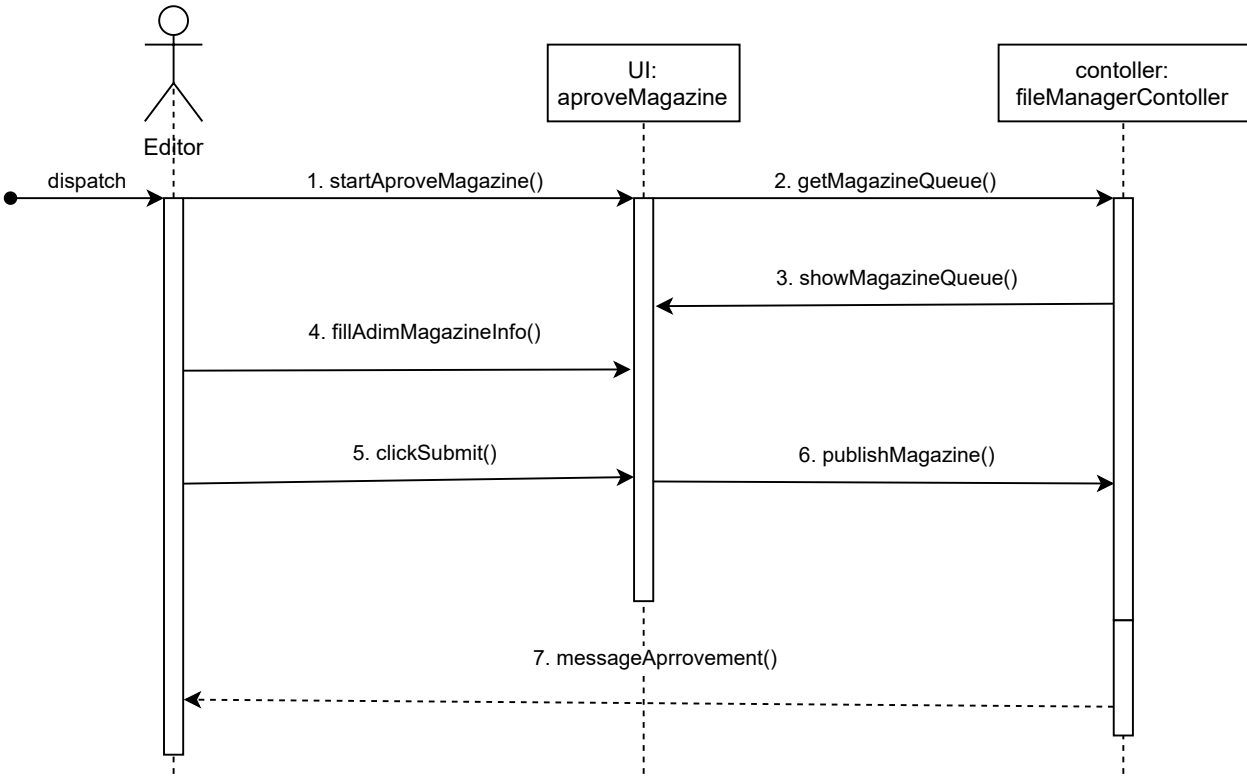 UI:
aproveMagazine
contoller:
fileManagerContoller
Editor
dispatch
1. startAproveMagazine()
2. getMagazineQueue()
3. showMagazineQueue()
4. fillAdimMagazineInfo()
5. clickSubmit()
6. publishMagazine()
7. messageAprrovement()